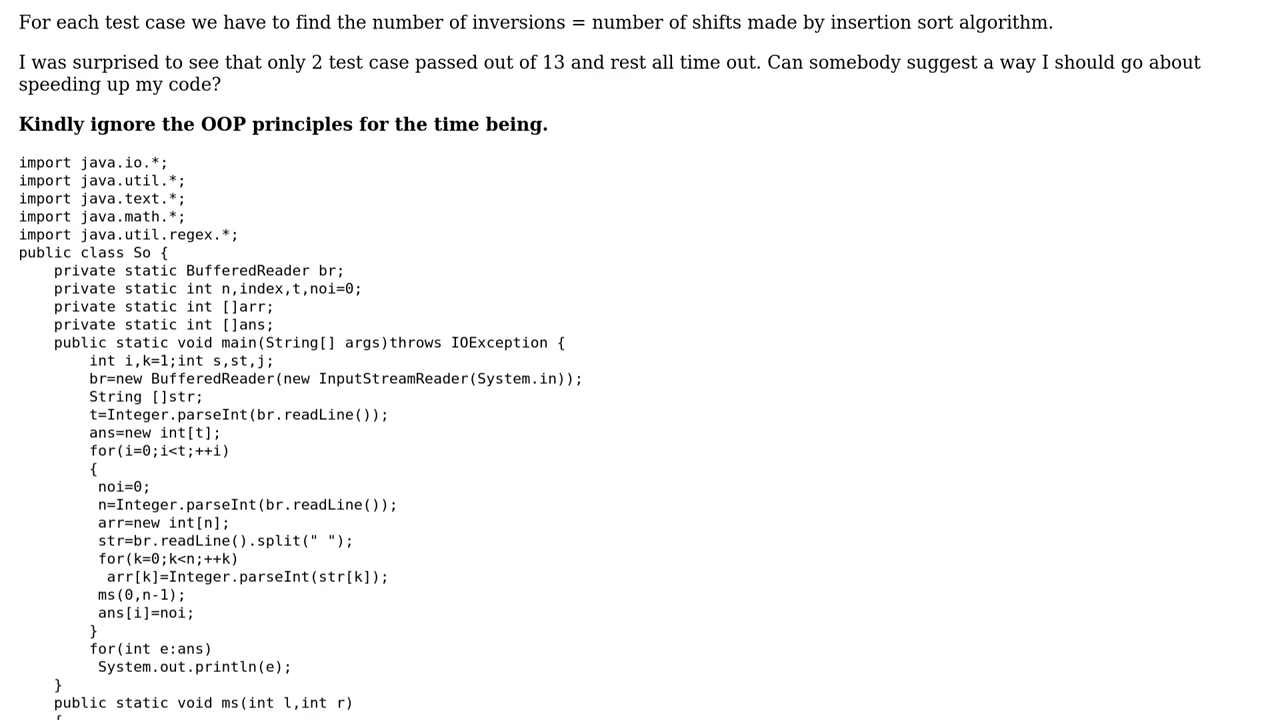 For each test case we have to find the number of inversions = number of shifts made by insertion sort algorithm.
I was surprised to see that only 2 test case passed out of 13 and rest all time out. Can somebody suggest a way I should go about
speeding up my code?
Kindly ignore the OOP principles for the time being.
import java.io.*;
import java.util.*;
import java.text.*;
import java.math.*;
import java.util.regex.*;
public class So {
    private static BufferedReader br;
    private static int n,index,t,noi=0;
    private static int []arr;
    private static int []ans;
    public static void main(String[] args)throws IOException {
        int i,k=1;int s,st,j;
        br=new BufferedReader(new InputStreamReader(System.in));
        String []str;
        t=Integer.parseInt(br.readLine());
        ans=new int[t];
        for(i=0;i<t;++i)
        {
         noi=0;
         n=Integer.parseInt(br.readLine());
         arr=new int[n];
         str=br.readLine().split(" ");
         for(k=0;k<n;++k)
          arr[k]=Integer.parseInt(str[k]);
         ms(0,n-1);
         ans[i]=noi;
        }
        for(int e:ans)
         System.out.println(e);
    }
    public static void ms(int l,int r)
    {